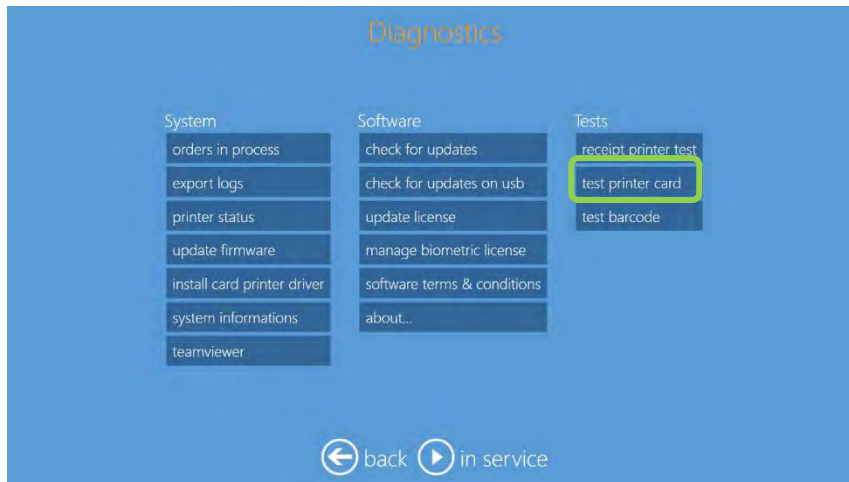 Diagnostics
System
orders in process
export logs
printer status
update firmware
install card printer driver
system informations
teamviewer
Software
check for updates
check for updates on usb
update license
manage biometric license
software terms & conditions
about...
Tests
receipt printer test
test printer card
test barcode
back
in service